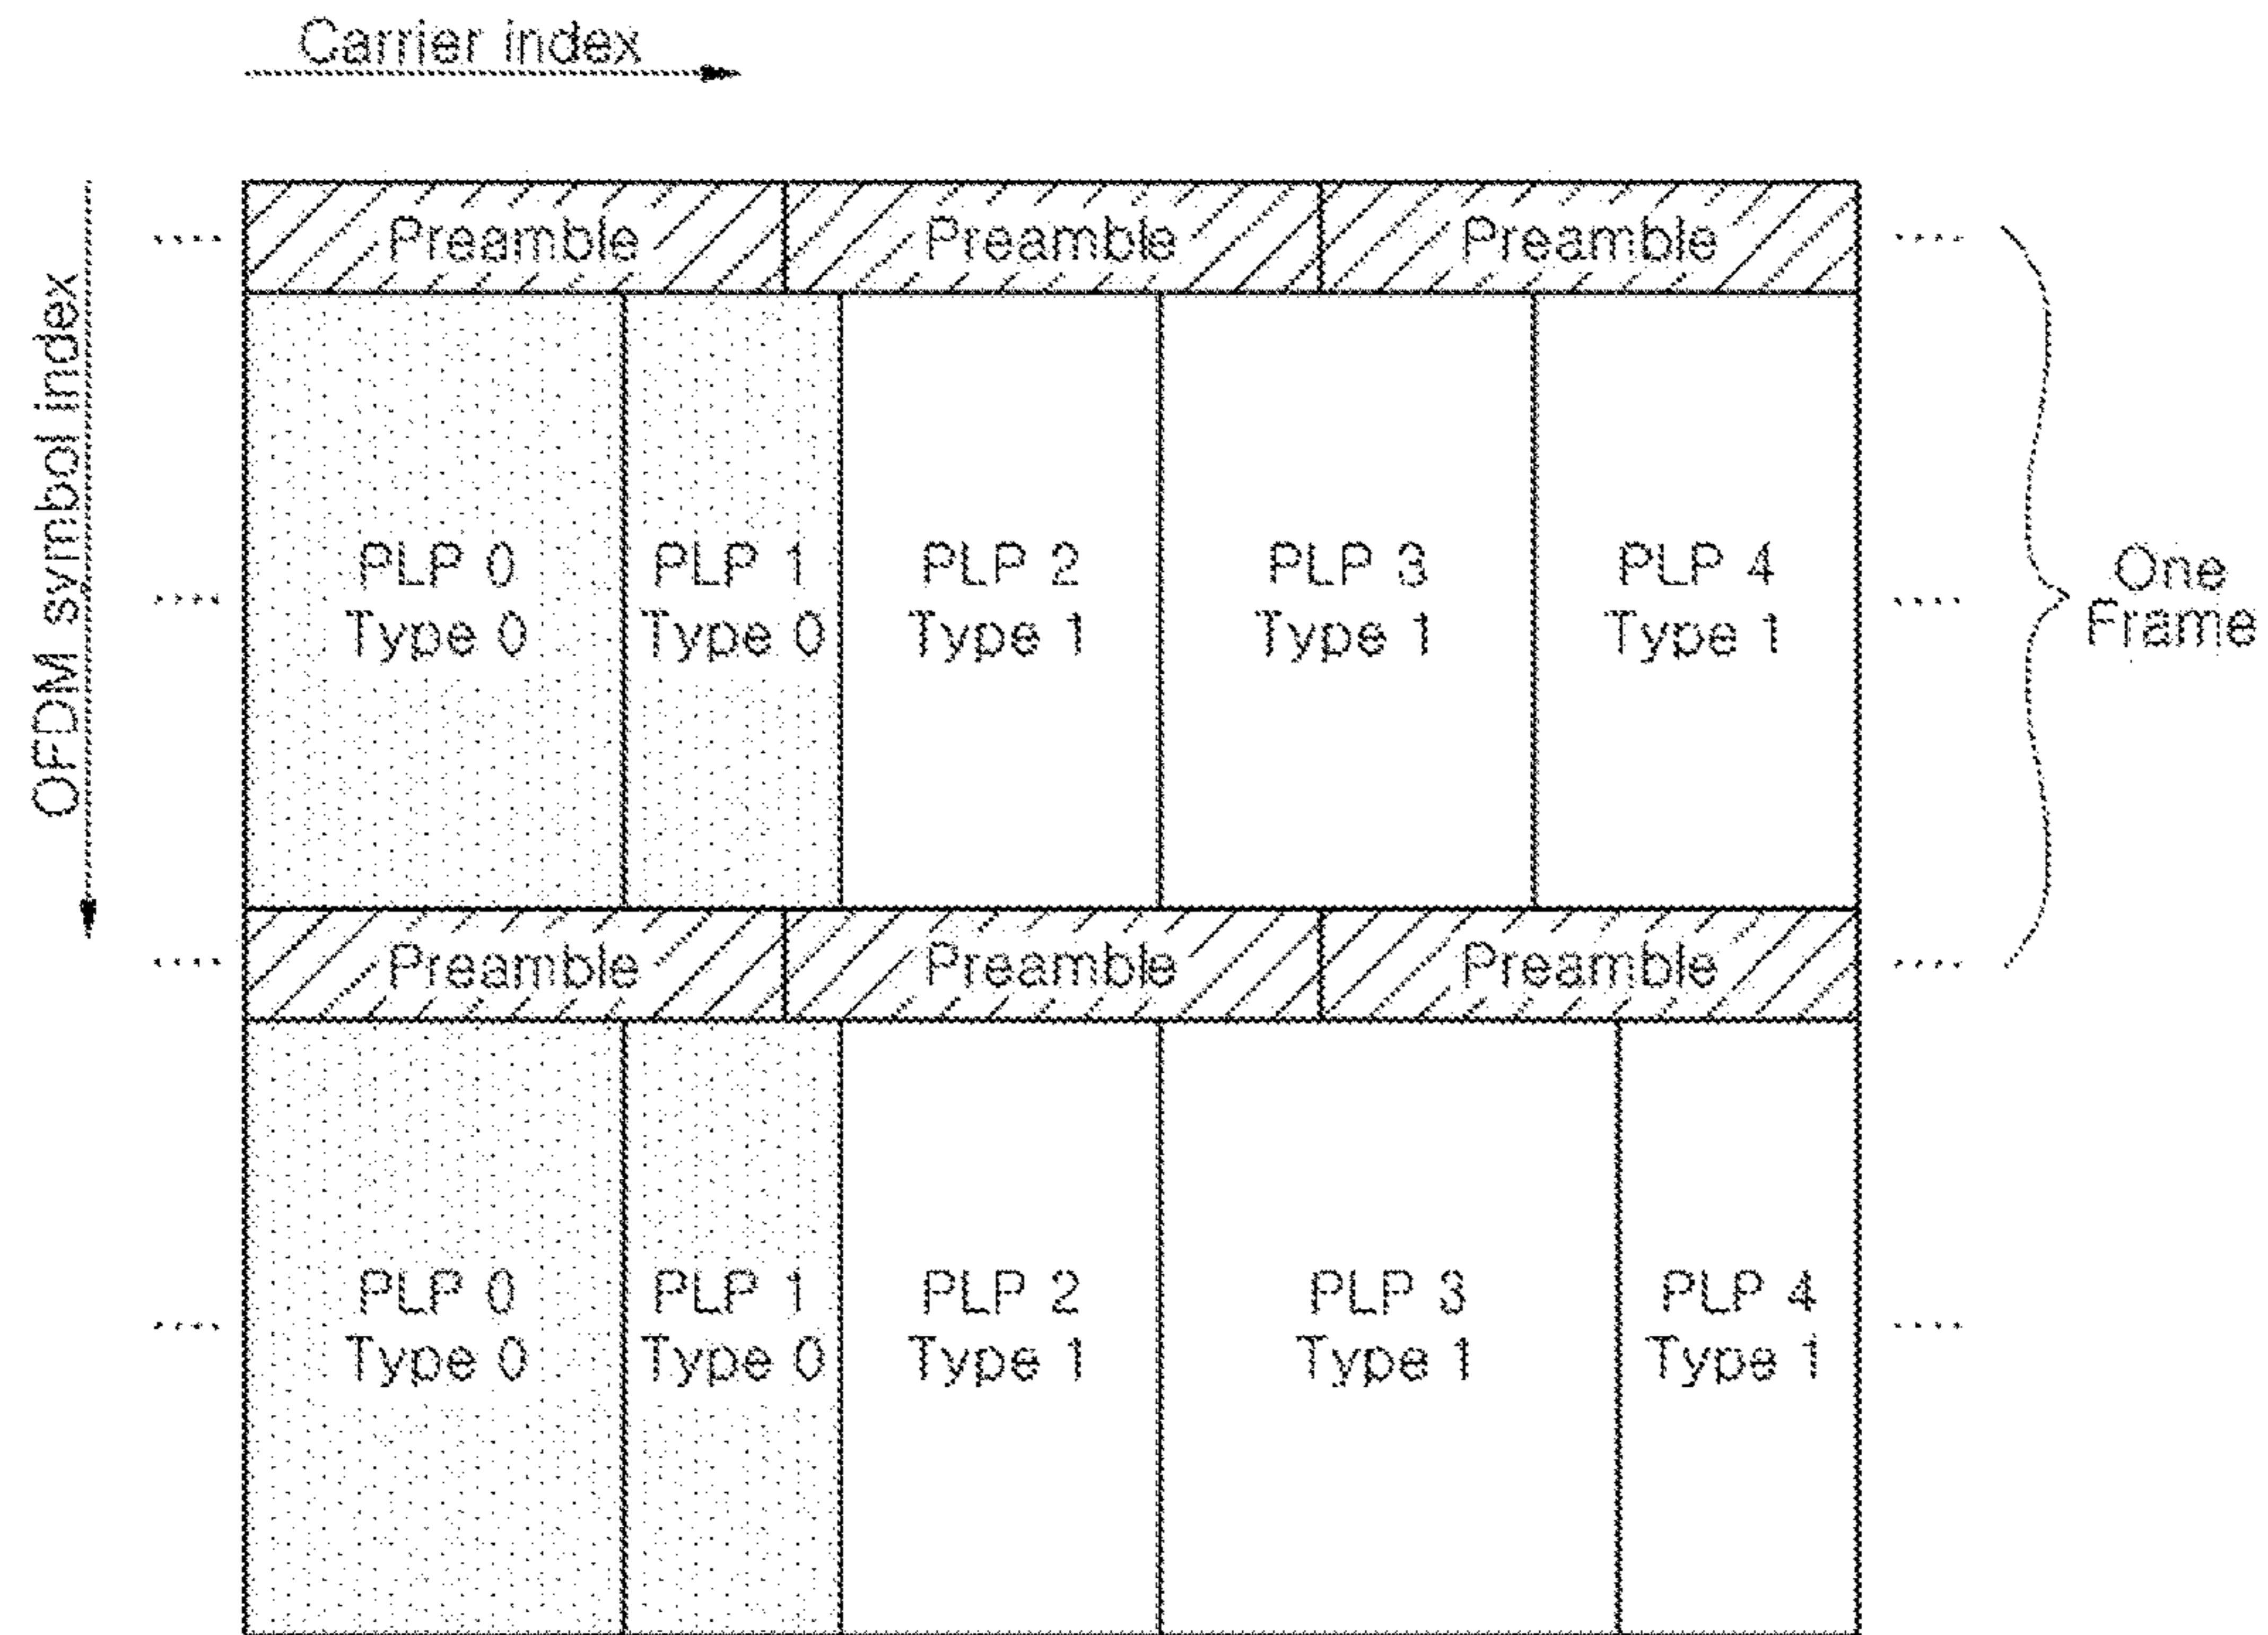 Carrier index
OFDM symbol index
Preamble Preamble Preamble
PLP 0 PLP 1 PLP 2 PLP 3 PLP 4
Type 0 Type 0 Type 1 Type 1 Type 1
One
Frame
Preamble Preamble Preamble
PLP 0 PLP 1 PLP 2 PLP 3 PLP 4
Type 0 Type 0 Type 1 Type 1 Type 1